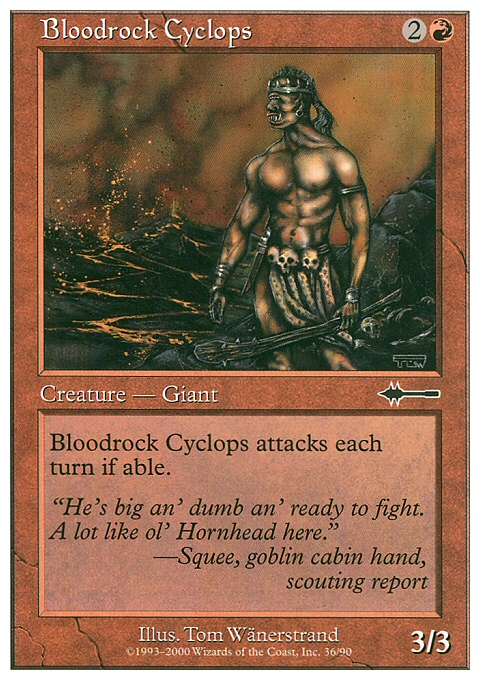 Bloodrock Cyclops 2
TCW
Creature — Giant
Bloodrock Cyclops attacks each
turn if able.
“He’s big an’ dumb an’ ready to fight.
A lot like ol’ Hornhead here.”
—Squee, goblin cabin hand,
scouting report
Illus. Tom Wänerstrand
©1993–2000 Wizards of the Coast, Inc. 36/90
3/3